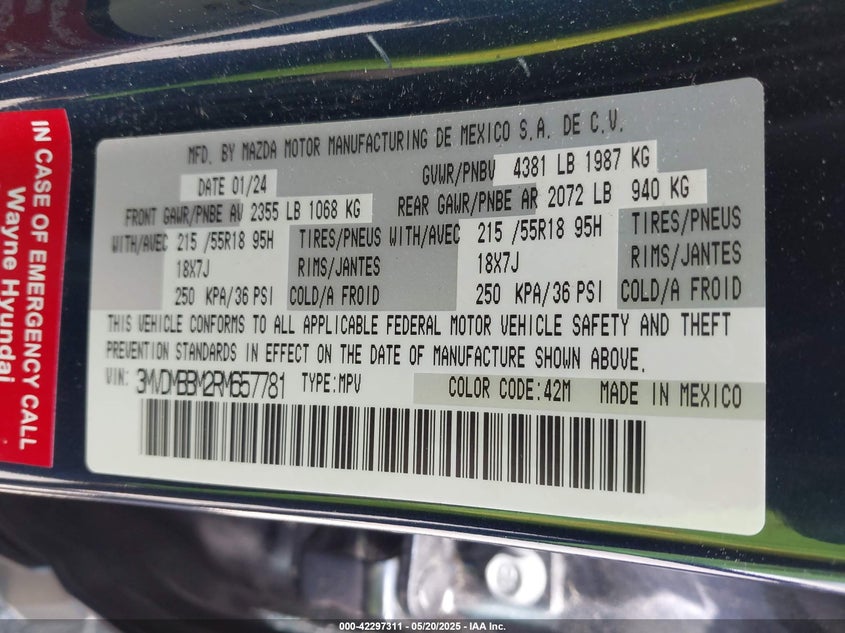 IN CASE OF EMERGENCY CALL
Wayne Hyundai
MFD. BY MAZDA MOTOR MANUFACTURING DE MEXICO S.A. DE C.V.
DATE 01/24 GVWR/PNBV 4381 LB 1987 KG
FRONT GAWR/PNBE AV 2355 LB 1068 KG REAR GAWR/PNBE AR 2072 LB 940 KG
WITH/AVEC 215 /55R18 95H TIRES/PNEUS WITH/AVEC 215 /55R18 95H TIRES/PNEUS
18X7J RIMS/JANTES 18X7J RIMS/JANTES
250 KPA/36 PSI COLD/A FROID 250 KPA/36 PSI COLD/A FROID
THIS VEHICLE CONFORMS TO ALL APPLICABLE FEDERAL MOTOR VEHICLE SAFETY AND THEFT
PREVENTION STANDARDS IN EFFECT ON THE DATE OF MANUFACTURE SHOWN ABOVE.
VIN: 3MVDMBBM2RM657781 TYPE:MPV COLOR CODE:42M MADE IN MEXICO
000-42297311 — 05/20/2025 — IAA Inc.